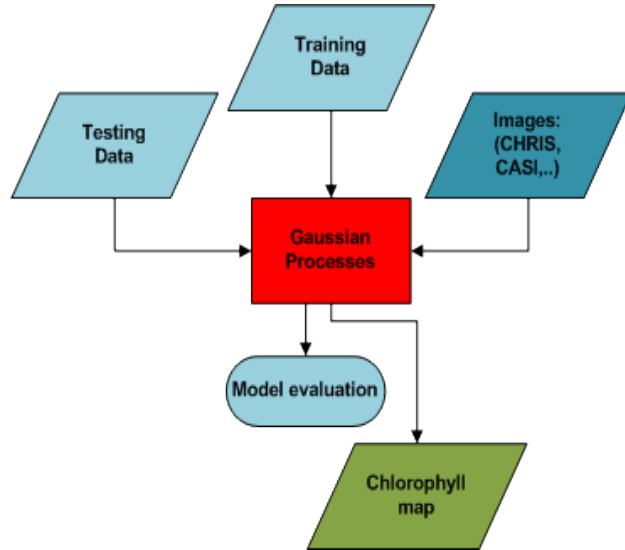 Training
Data
Testing
Data
Images:
(CHRIS,
CASI,..)
Gaussian
Processes
Model evaluation
Chlorophyll
map